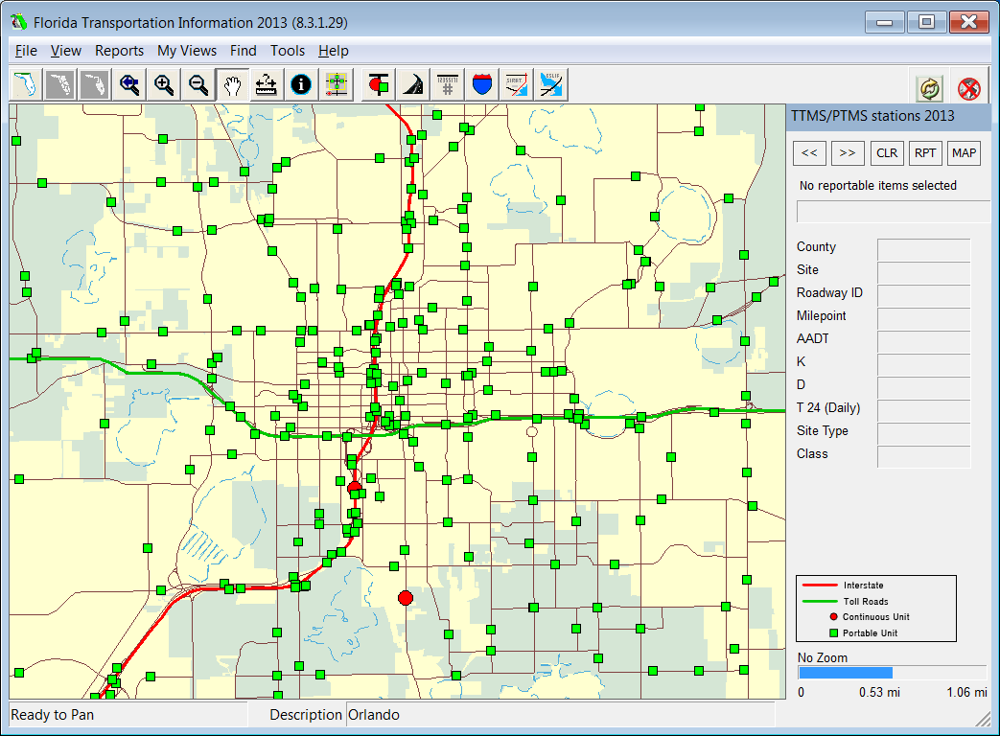 Florida Transportation Information 2013 (8.3.1.29)
File View Reports My Views Find Tools Help
TTMS/PTMS stations 2013
<< >> CLR RPT MAP
No reportable items selected
County
Site
Roadway ID
Milepoint
AADT
K
D
T 24 (Daily)
Site Type
Class
Interstate
Toll Roads
Continuous Unit
Portable Unit
No Zoom
0 0.53 mi 1.06 mi
Ready to Pan Description Orlando